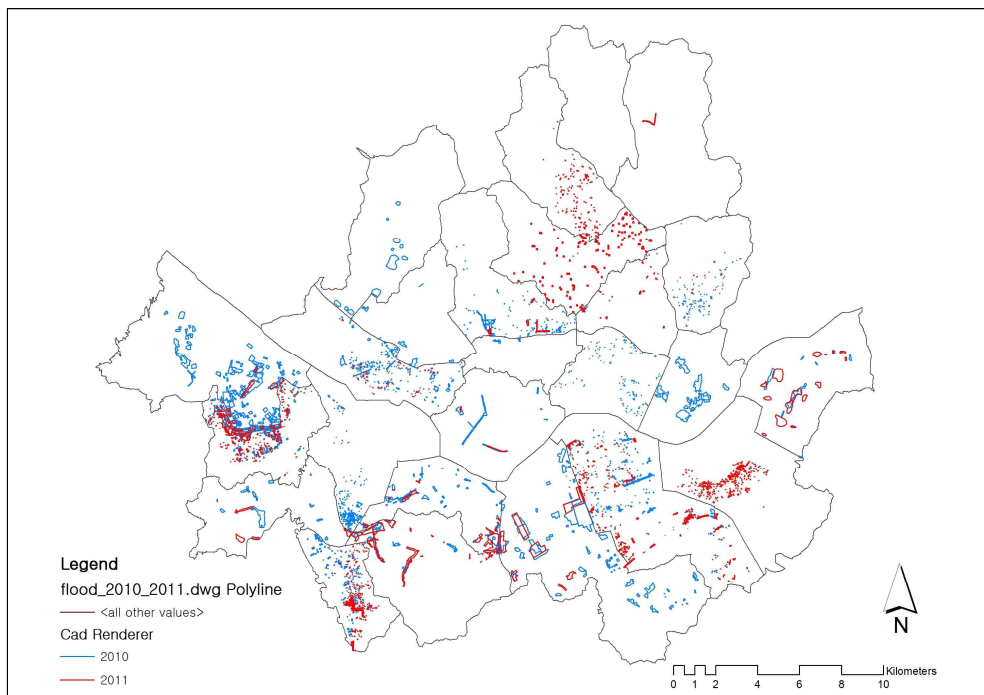 Legend
flood_2010_2011.dwg Polyline
<all other values>
Cad Renderer
2010
2011
N
Kilometers
0 1 2 4 6 8 10